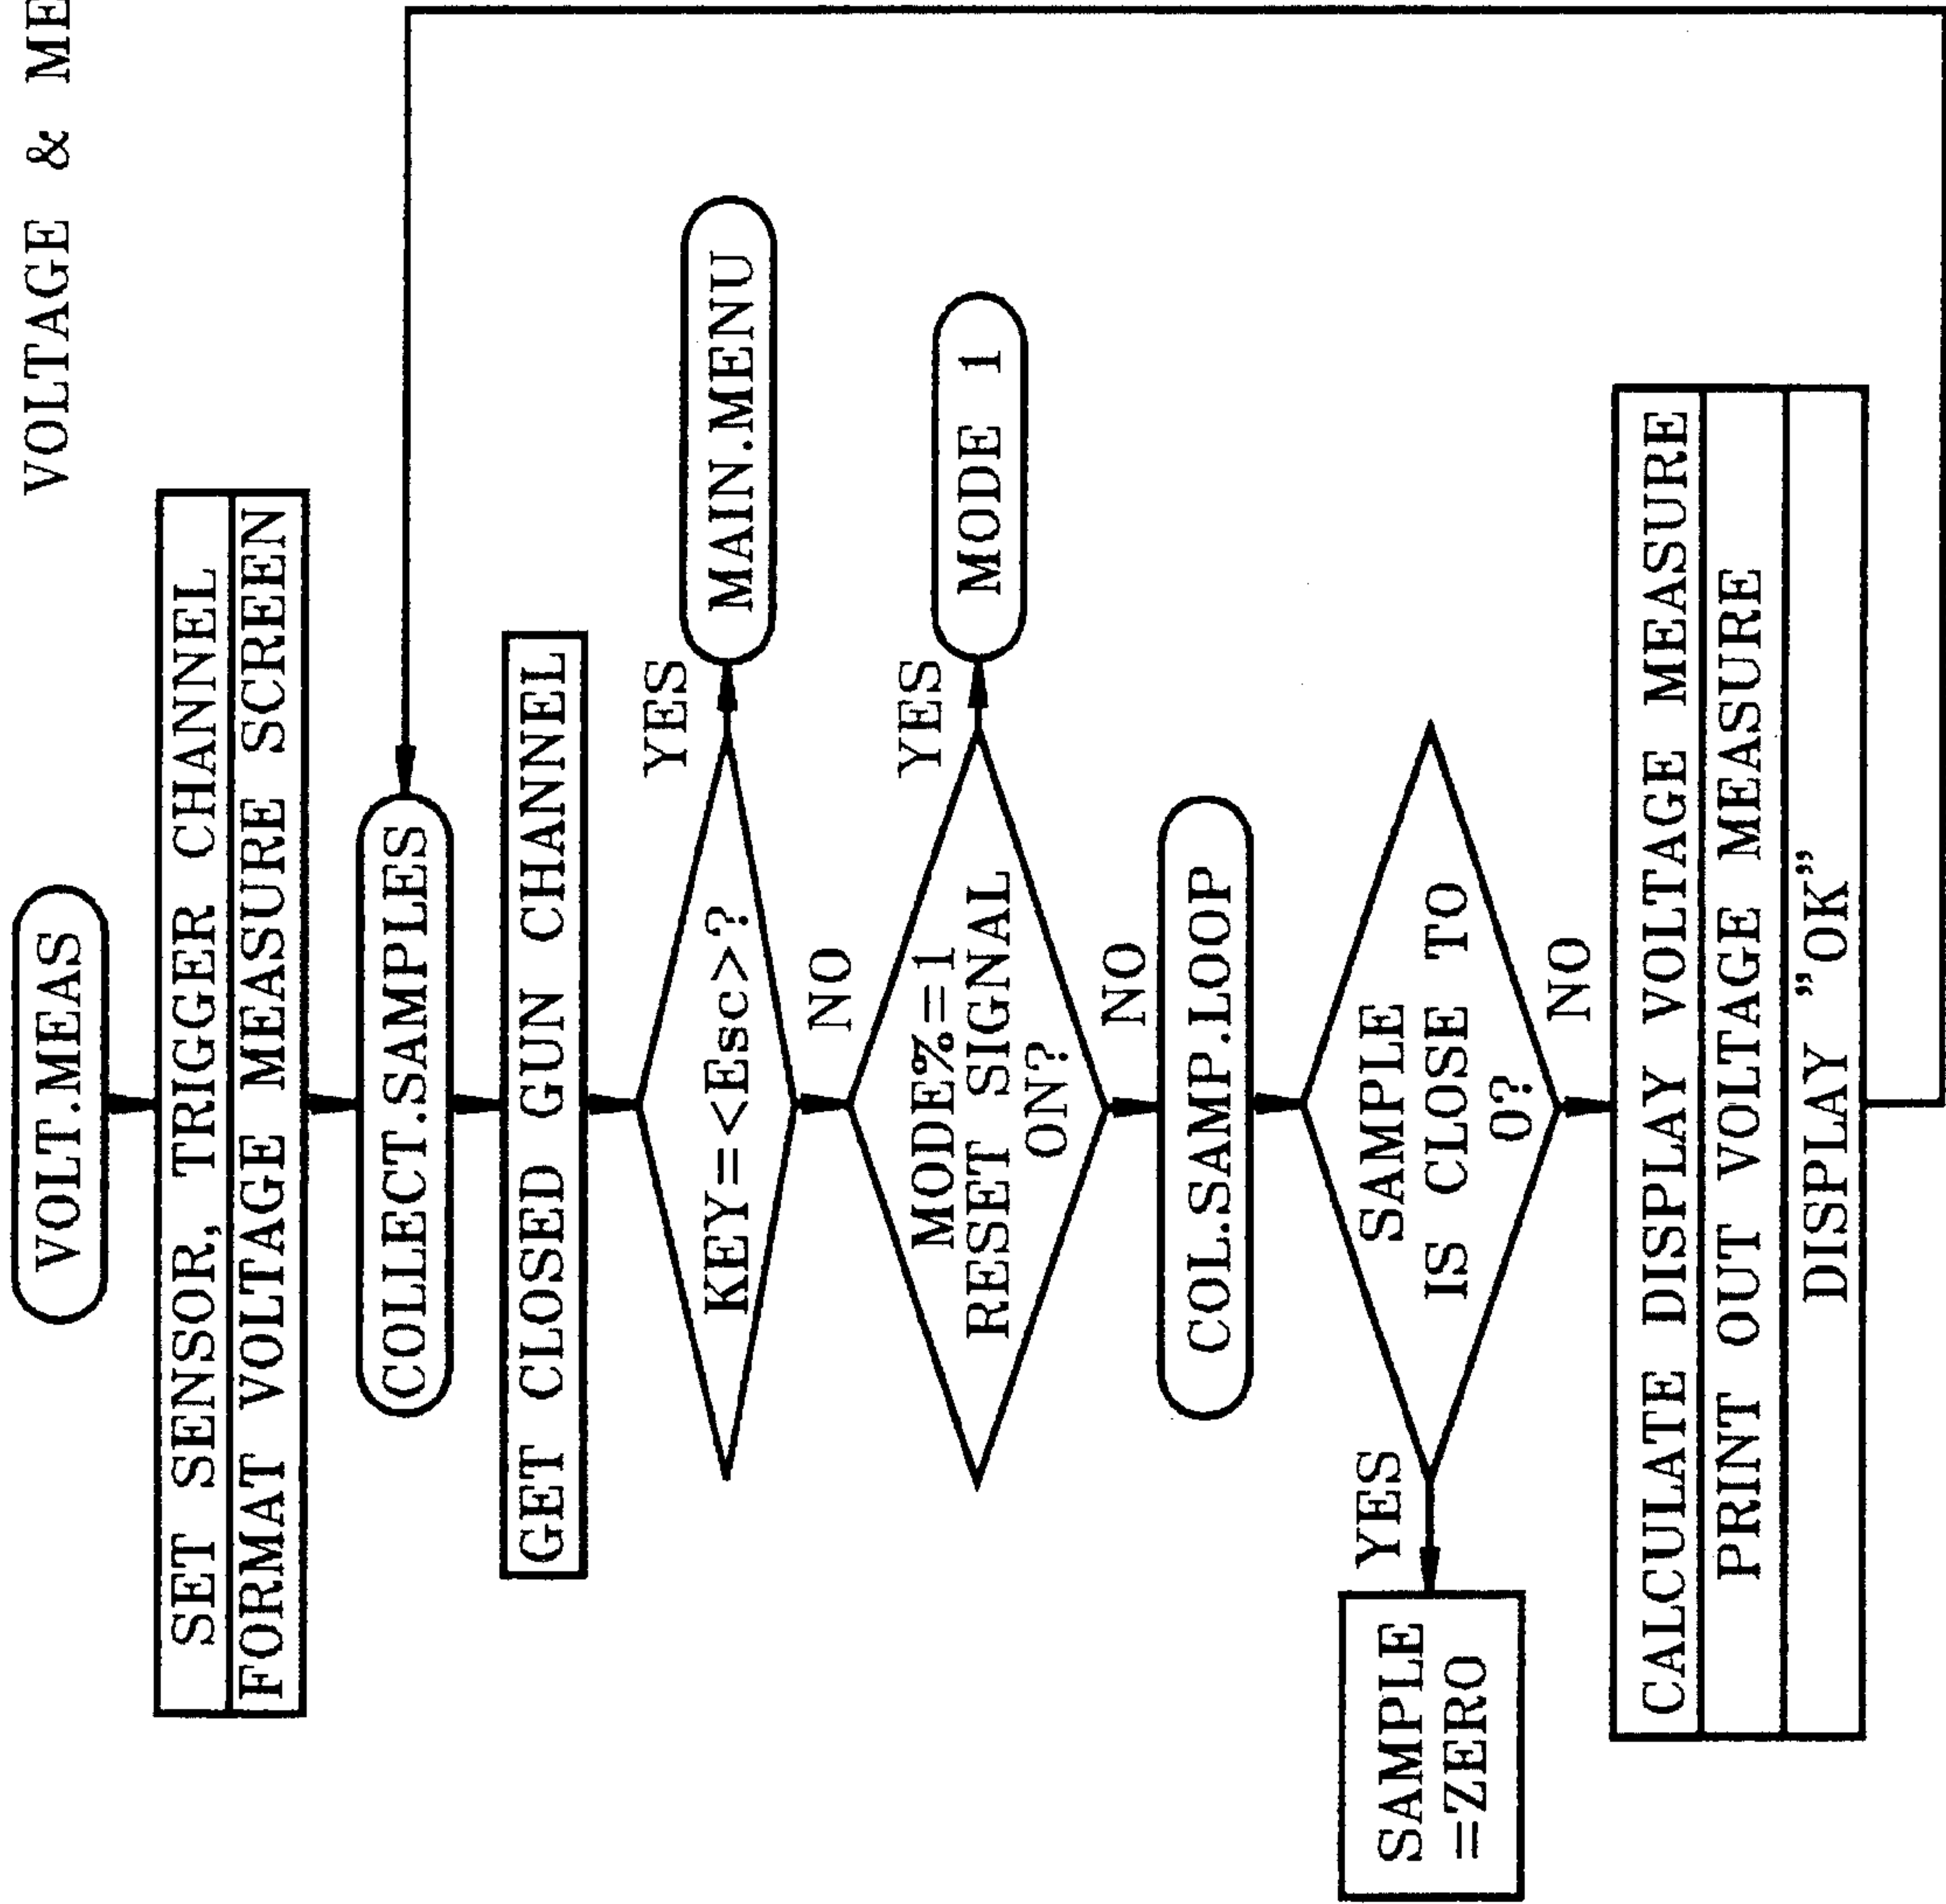 VOLTAGE & ME
VOLT.MEAS
SET SENSOR, TRIGGER CHANNEL
FORMAT VOLTAGE MEASURE SCREEN
COLLECT.SAMPLES
GET CLOSED GUN CHANNEL
KEY=<Esc>?
YES
MAIN.MENU
NO
MODE%=1
RESET SIGNAL
ON?
YES
MODE 1
NO
COL.SAMP.LOOP
SAMPLE
IS CLOSE TO
0?
YES
SAMPLE
=ZERO
NO
CALCULATE DISPLAY VOLTAGE MEASURE
PRINT OUT VOLTAGE MEASURE
DISPLAY "OK"